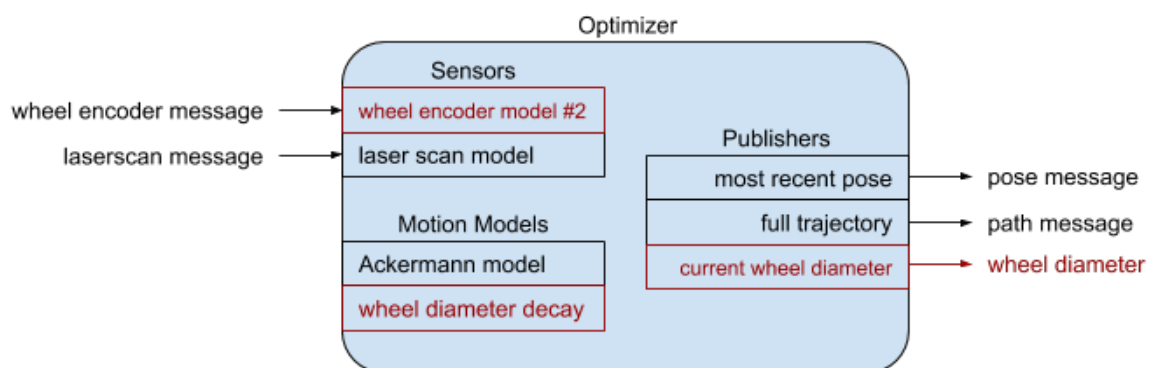 Optimizer
Sensors
wheel encoder message
wheel encoder model #2
laserscan message
laser scan model
Motion Models
Ackermann model
wheel diameter decay
Publishers
most recent pose
pose message
full trajectory
path message
current wheel diameter
wheel diameter